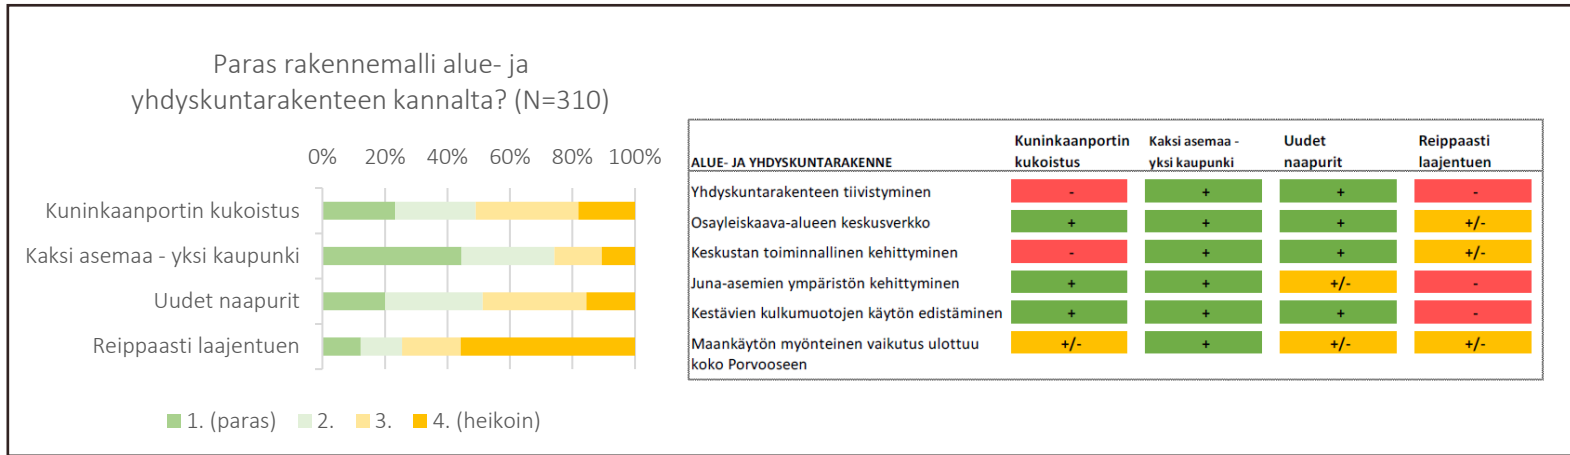 Paras rakennemalli alue- ja
yhdyskuntarakenteen kannalta? (N=310)
0% 20% 40% 60% 80% 100%
Kuninkaanportin kukoistus
Kaksi asemaa - yksi kaupunki
Uudet naapurit
Reippaasti laajentuen
1. (paras) 2. 3. 4. (heikoin)
Kuninkaanportin Kaksi asemaa - Uudet Reippaasti
ALUE- JA YHDYSKUNTARAKENNE kukoistus yksi kaupunki naapurit laajentuen
Yhdyskuntarakenteen tiivistyminen - + + -
Osayleiskaava-alueen keskusverkko + + + +/-
Keskustan toiminnallinen kehittyminen - + + +/-
Juna-asemien ympäristön kehittyminen + + +/- -
Kestävien kulkumuotojen käytön edistäminen + + + -
Maankäytön myönteinen vaikutus ulottuu +/- + +/- +/-
koko Porvooseen